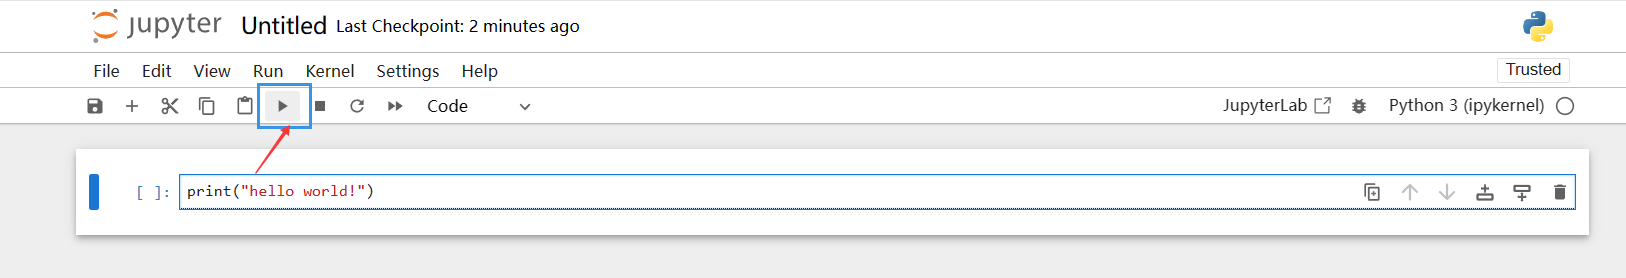 jupyter Untitled Last Checkpoint: 2 minutes ago
File Edit View Run Kernel Settings Help Trusted
Code JupyterLab Python 3 (ipykernel)
[ ]: print("hello world!")